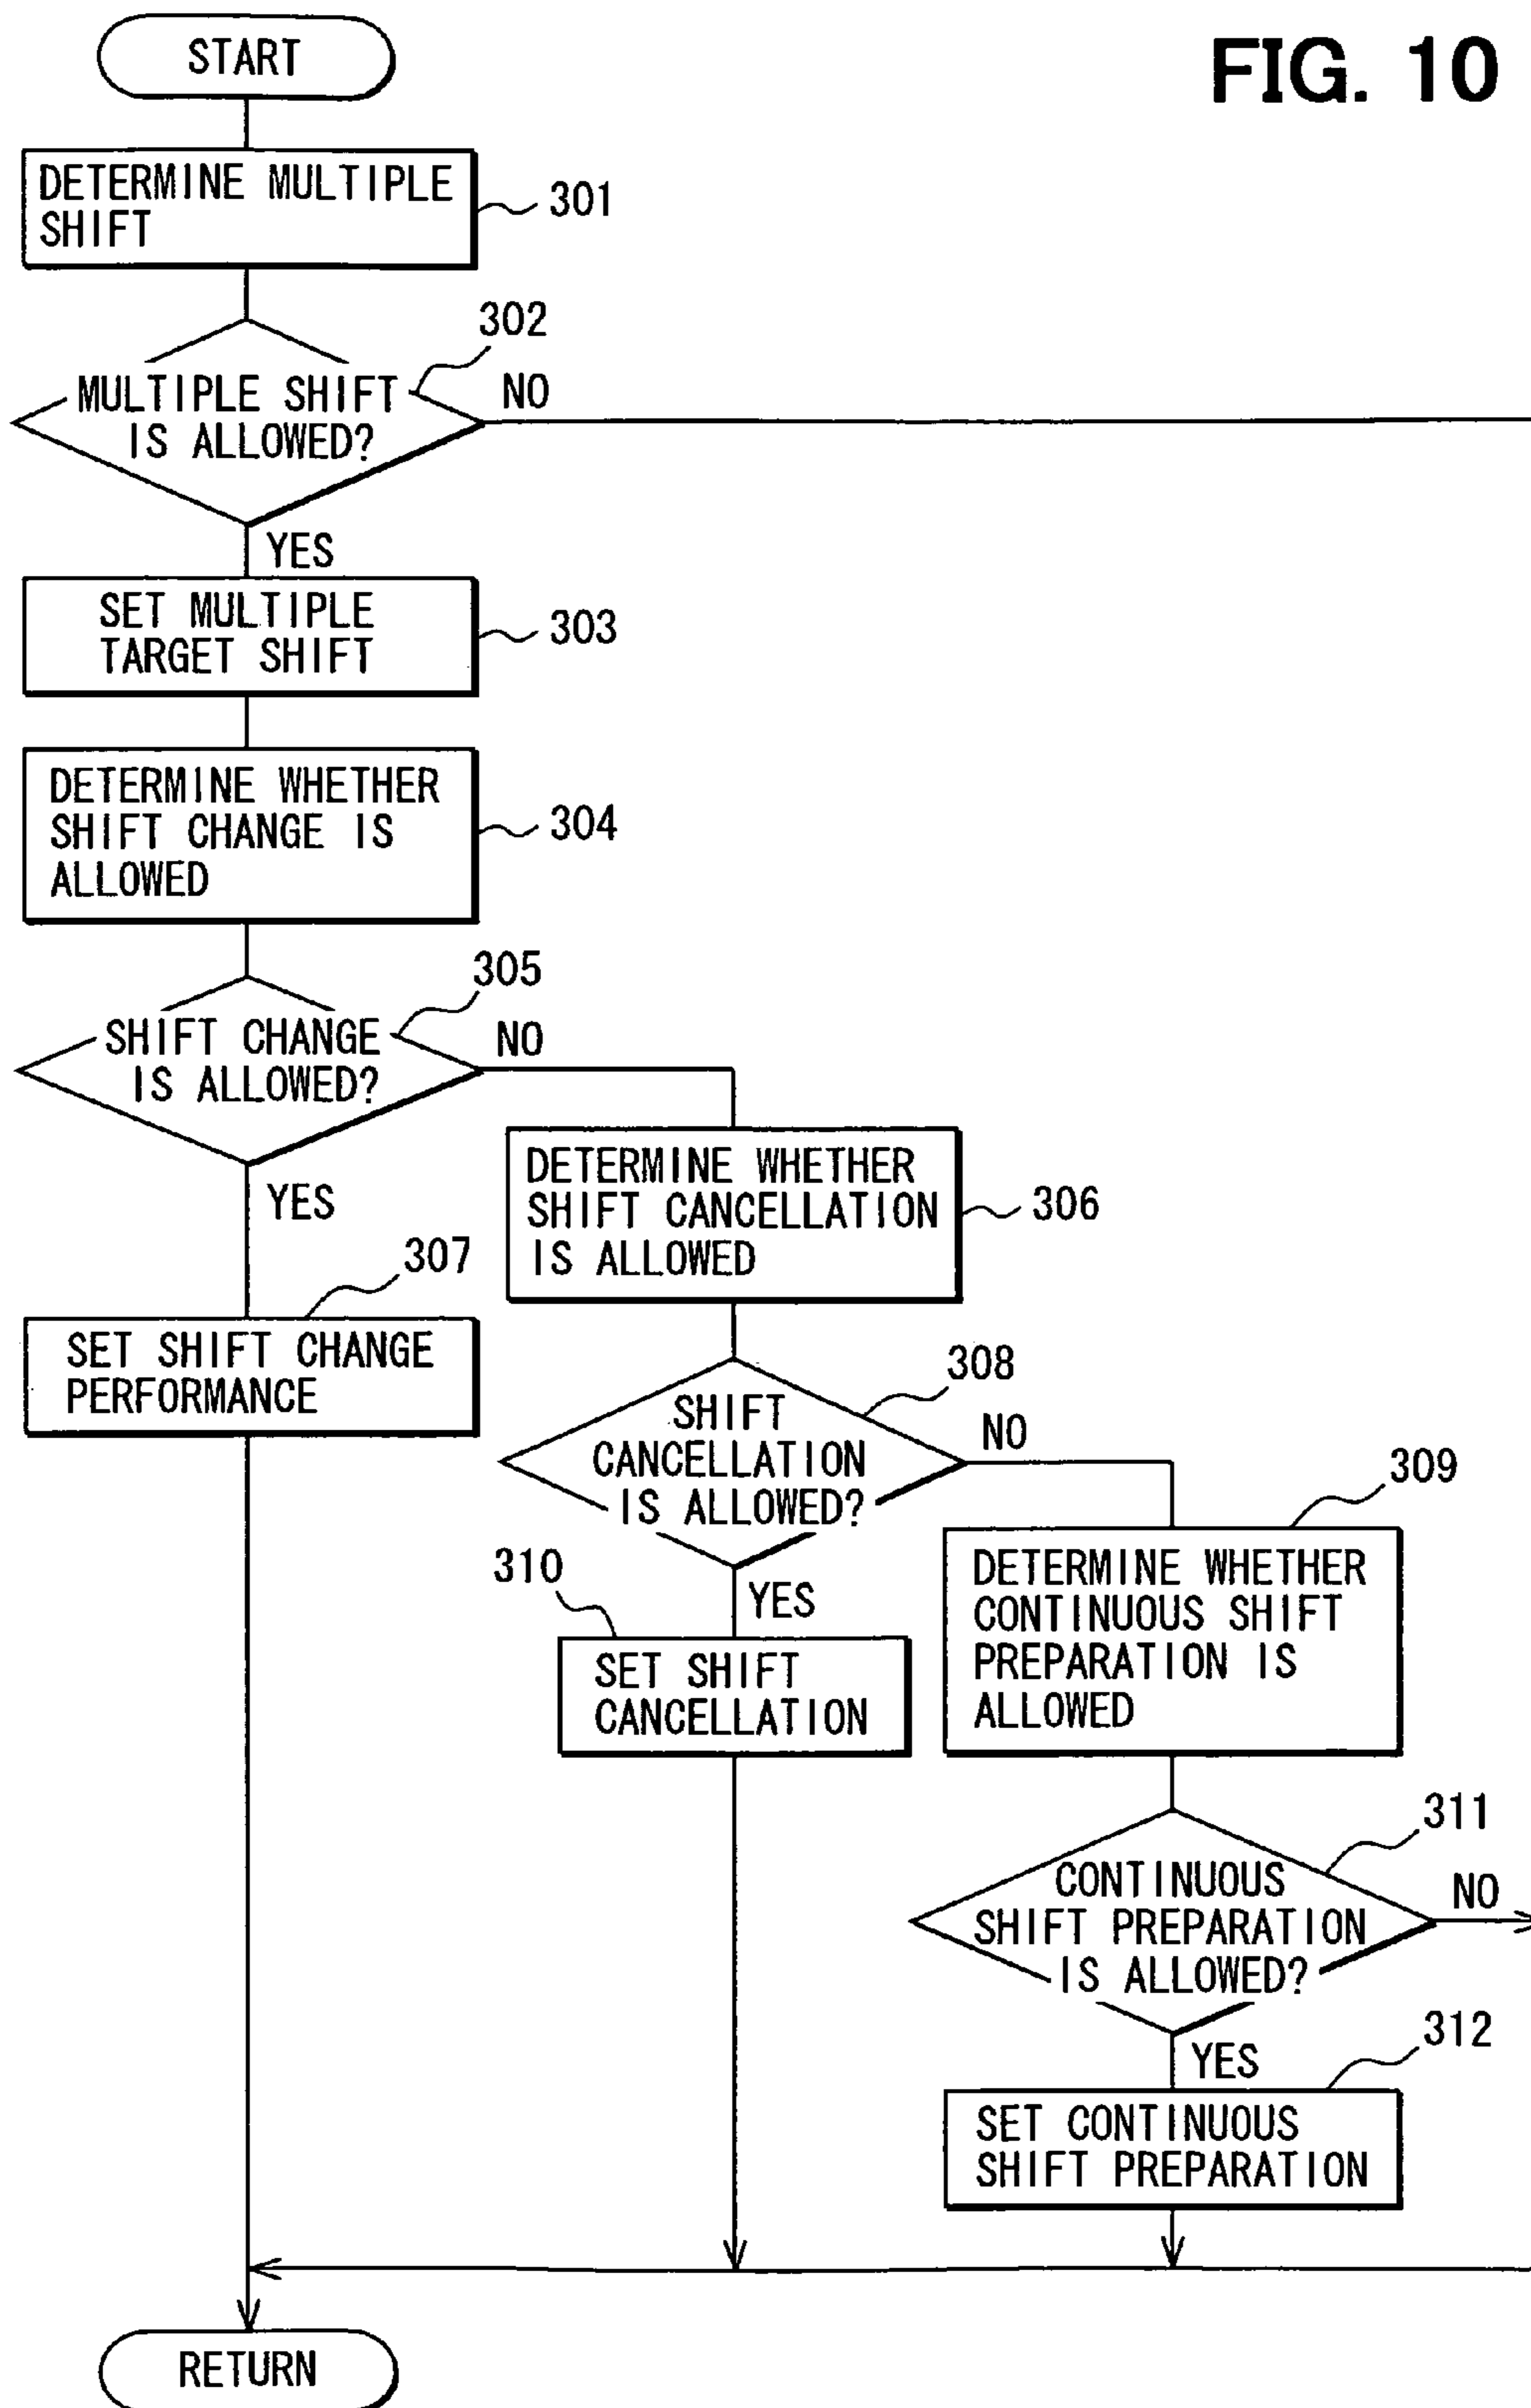 FIG. 10
START
DETERMINE MULTIPLE
SHIFT
301
302
MULTIPLE SHIFT
IS ALLOWED?
NO
YES
SET MULTIPLE
TARGET SHIFT
303
DETERMINE WHETHER
SHIFT CHANGE IS
ALLOWED
304
305
SHIFT CHANGE
IS ALLOWED?
NO
YES
DETERMINE WHETHER
SHIFT CANCELLATION
IS ALLOWED
306
307
SET SHIFT CHANGE
PERFORMANCE
308
SHIFT
CANCELLATION
IS ALLOWED?
NO
YES
309
DETERMINE WHETHER
CONTINUOUS SHIFT
PREPARATION IS
ALLOWED
310
SET SHIFT
CANCELLATION
311
CONTINUOUS
SHIFT PREPARATION
IS ALLOWED?
NO
YES
312
SET CONTINUOUS
SHIFT PREPARATION
RETURN